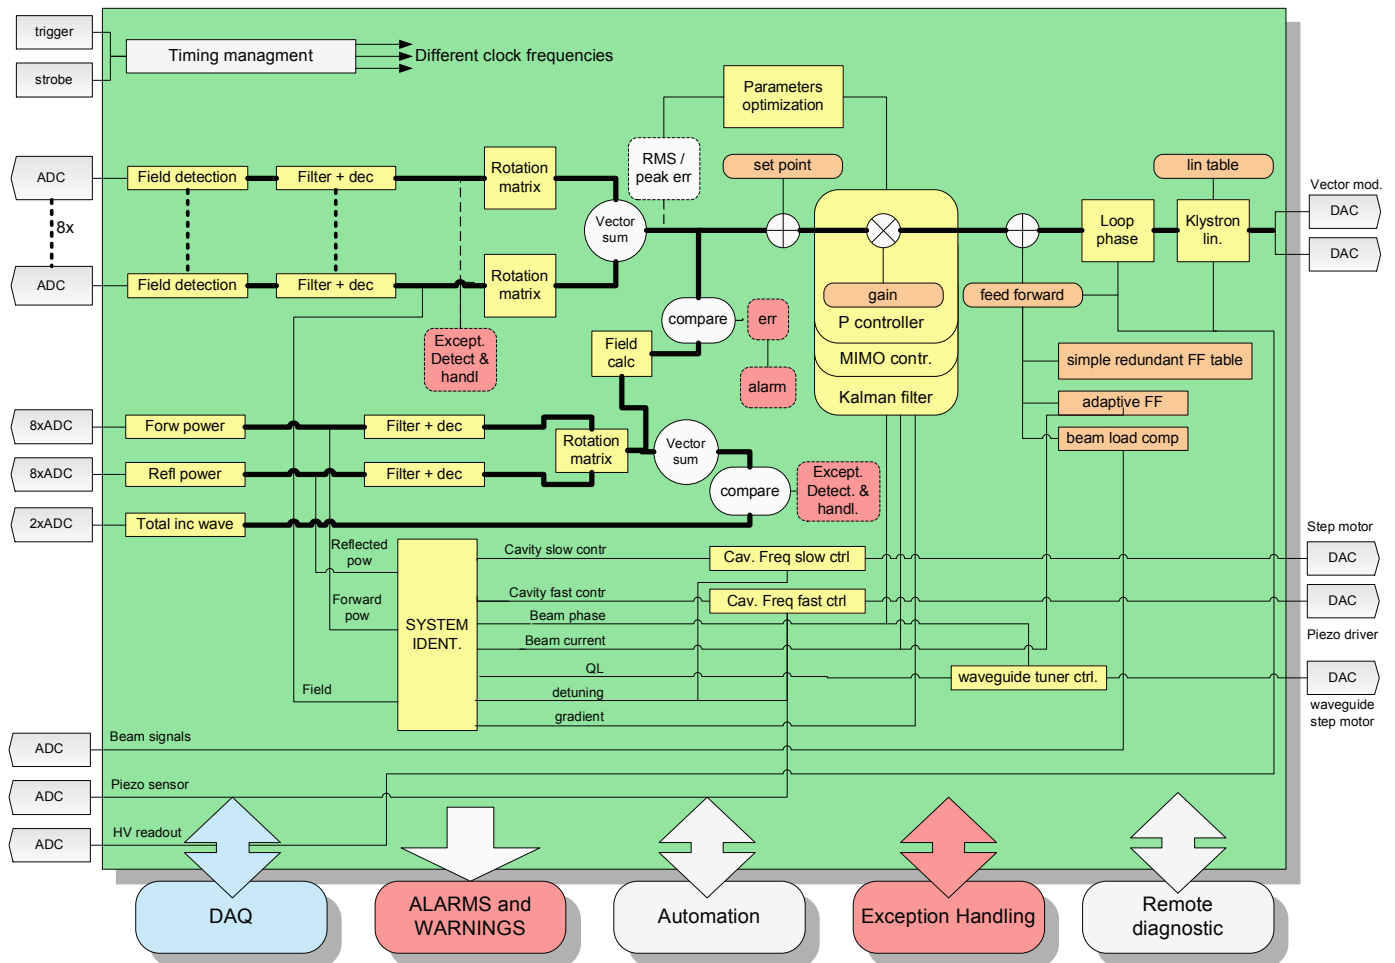 trigger
strobe
Timing managment
Different clock frequencies
Parameters
optimization
RMS /
peak err
set point
lin table
Vector mod.
ADC
Field detection
Filter + dec
Rotation
matrix
Vector
sum
Loop
phase
Klystron
lin.
DAC
DAC
8x
ADC
Field detection
Filter + dec
Rotation
matrix
gain
feed forward
compare
err
P controller
Except.
Detect &
handl
Field
calc
MIMO contr.
simple redundant FF table
alarm
Kalman filter
adaptive FF
beam load comp
8xADC
Forw power
Filter + dec
Rotation
matrix
Vector
sum
8xADC
Refl power
Filter + dec
compare
Except.
Detect. &
handl.
2xADC
Total inc wave
Reflected
pow
Forward
pow
Field
SYSTEM
IDENT.
Cavity slow contr
Cav. Freq slow ctrl
Step motor
DAC
Cavity fast contr
Cav. Freq fast ctrl
DAC
Piezo driver
Beam phase
Beam current
QL
waveguide tuner ctrl.
DAC
waveguide
step motor
detuning
gradient
ADC
Beam signals
ADC
Piezo sensor
ADC
HV readout
DAQ
ALARMS and
WARNINGS
Automation
Exception Handling
Remote
diagnostic